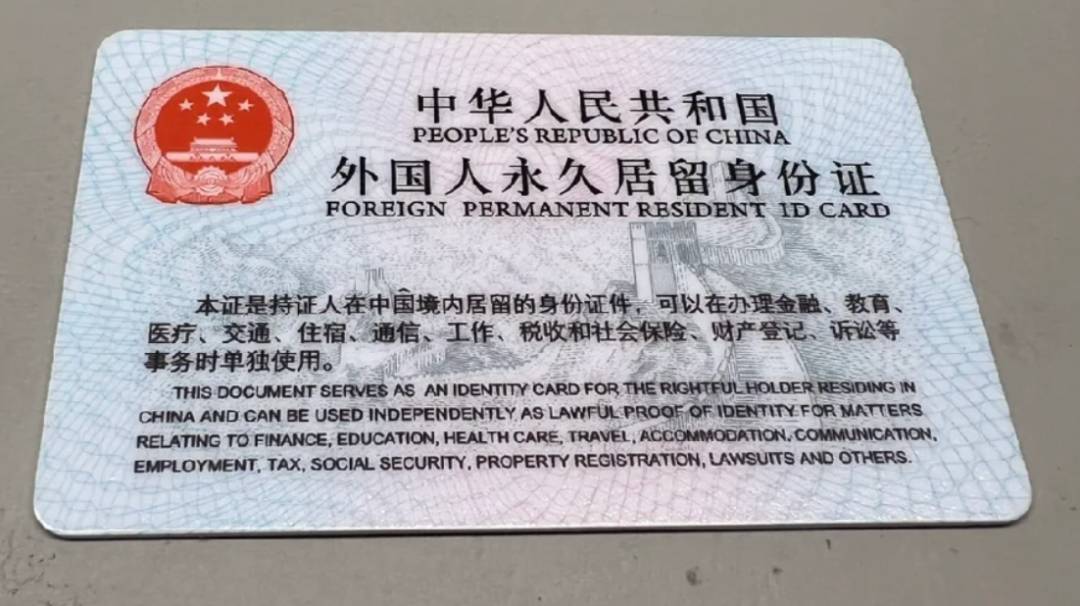 中华人民共和国
PEOPLE'S REPUBLIC OF CHINA
外国人永久居留身份证
FOREIGN PERMANENT RESIDENT ID CARD
本证是持证人在中国境内居留的身份证件，可以在办理金融、教育、
医疗、交通、住宿、通信、工作、税收和社会保险、财产登记、诉讼等
事务时单独使用。
THIS DOCUMENT SERVES AS AN IDENTITY CARD FOR THE RIGHTFUL HOLDER RESIDING IN
CHINA AND CAN BE USED INDEPENDENTLY AS LAWFUL PROOF OF IDENTITY FOR MATTERS
RELATING TO FINANCE, EDUCATION, HEALTH CARE, TRAVEL, ACCOMMODATION, COMMUNICATION,
EMPLOYMENT, TAX, SOCIAL SECURITY, PROPERTY REGISTRATION, LAWSUITS AND OTHERS.